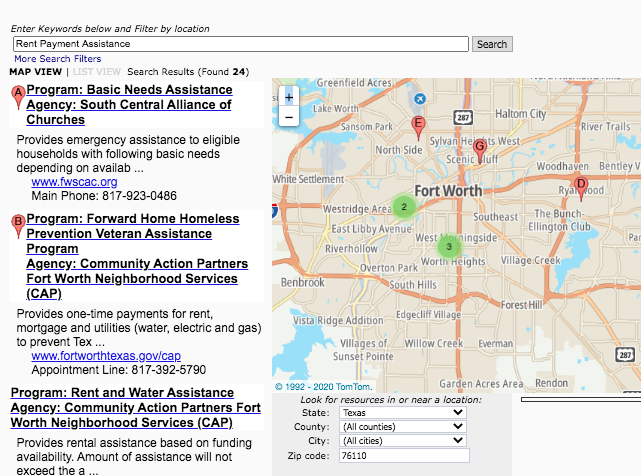 Enter Keywords below and Filter by location
Rent Payment Assistance
Search
More Search Filters
MAP VIEW | LIST VIEW Search Results (Found 24)
A
Program: Basic Needs Assistance
Agency: South Central Alliance of
Churches
Provides emergency assistance to eligible
households with following basic needs
depending on availab ...
www.fwscac.org
Main Phone: 817-923-0486
B
Program: Forward Home Homeless
Prevention Veteran Assistance
Program
Agency: Community Action Partners
Fort Worth Neighborhood Services
(CAP)
Provides one-time payments for rent,
mortgage and utilities (water, electric and gas)
to prevent Tex ...
www.fortworthtexas.gov/cap
Appointment Line: 817-392-5790
Program: Rent and Water Assistance
Agency: Community Action Partners Fort
Worth Neighborhood Services (CAP)
Provides rental assistance based on funding
availability. Amount of assistance will not
exceed the a ...
+
−
Greenfield Acres
Lake Worth
Haltom City
287
Sansom Park
E
River Trails
North-Side
Sylvan Heights West
G
Scenic Bluff
Woodhaven
Bentley V
White Settlement
D
Fort Worth
Westridge Area
2
Southeast
The Bunch-
Ellington Club
East Libby Avenue
West Morningside
Riverhollow
3
Worth Heights
Village Creek
Overton Park
Benbrook
South Hills
Forest Hill
Edgecliff Village
Vista Ridge Addition
Villages of
Sunset Pointe
Willow Creek
Everman
287
Garden Acres Area
Rendon
© 1992 - 2020 TomTom.
Look for resources in or near a location:
State: Texas
County: (All counties)
City: (All cities)
Zip code: 76110